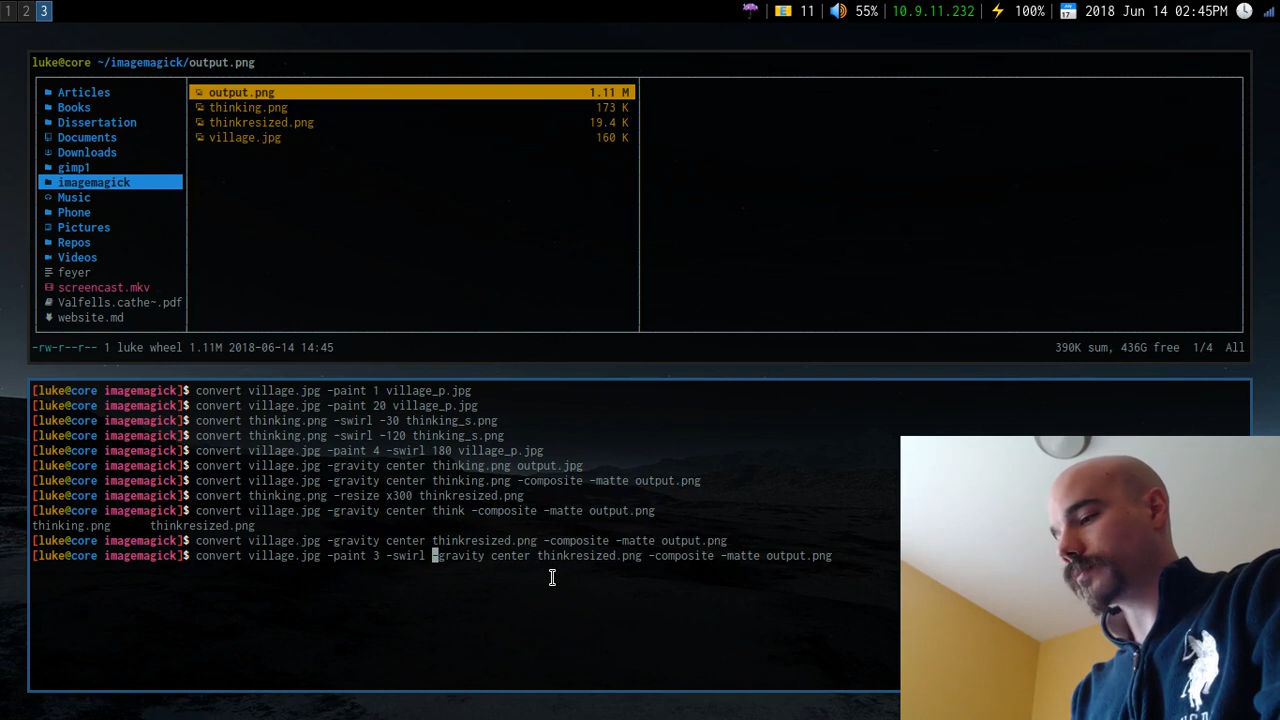 1 2 3 11 55% 10.9.11.232 100% 2018 Jun 14 02:45PM
luke@core ~/imagemagick/output.png
Articles
Books
Dissertation
Documents
Downloads
gimp1
imagemagick
Music
Phone
Pictures
Repos
Videos
feyer
screencast.mkv
Valfells.cathe~.pdf
website.md
output.png 1.11 M
thinking.png 173 K
thinkresized.png 19.4 K
village.jpg 160 K
-rw-r--r-- 1 luke wheel 1.11M 2018-06-14 14:45 390K sum, 436G free 1/4 All
[luke@core imagemagick]$ convert village.jpg -paint 1 village_p.jpg
[luke@core imagemagick]$ convert village.jpg -paint 20 village_p.jpg
[luke@core imagemagick]$ convert thinking.png -swirl -30 thinking_s.png
[luke@core imagemagick]$ convert thinking.png -swirl -120 thinking_s.png
[luke@core imagemagick]$ convert village.jpg -paint 4 -swirl 180 village_p.jpg
[luke@core imagemagick]$ convert village.jpg -gravity center thinking.png output.jpg
[luke@core imagemagick]$ convert village.jpg -gravity center thinking.png -composite -matte output.png
[luke@core imagemagick]$ convert thinking.png -resize x300 thinkresized.png
[luke@core imagemagick]$ convert village.jpg -gravity center think -composite -matte output.png
thinking.png thinkresized.png
[luke@core imagemagick]$ convert village.jpg -gravity center thinkresized.png -composite -matte output.png
[luke@core imagemagick]$ convert village.jpg -paint 3 -swirl -gravity center thinkresized.png -composite -matte output.png